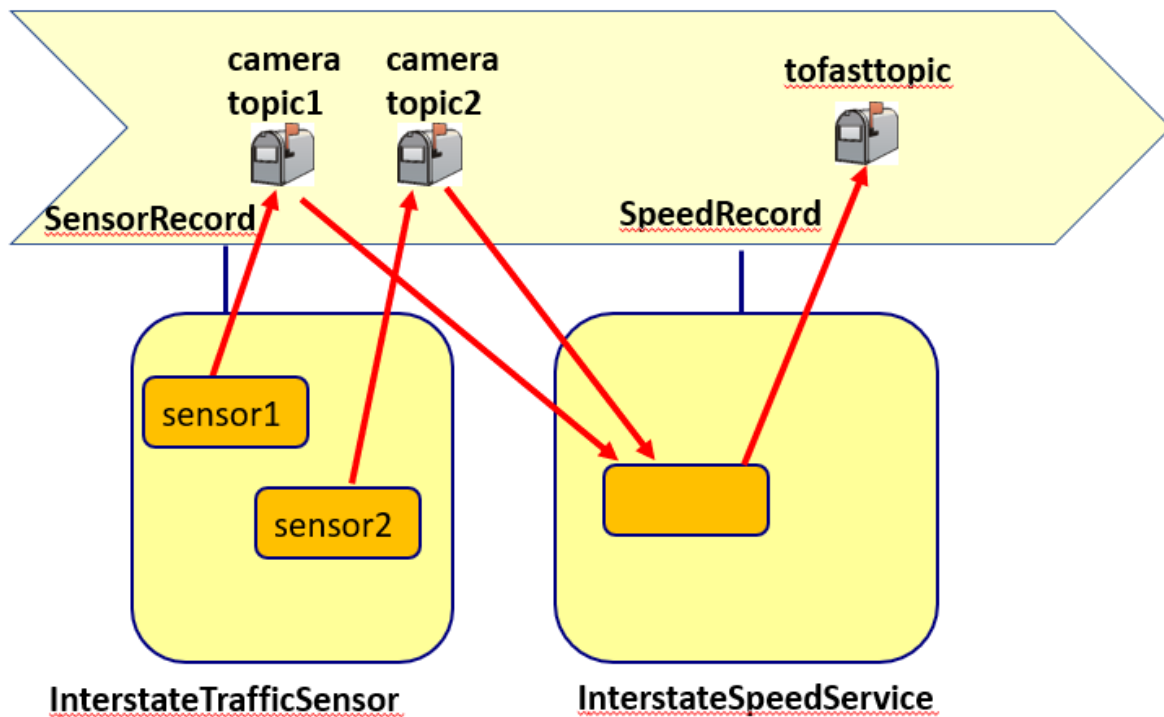 camera
topic1
camera
topic2
tofasttopic
SensorRecord
SpeedRecord
sensor1
sensor2
InterstateTrafficSensor
InterstateSpeedService